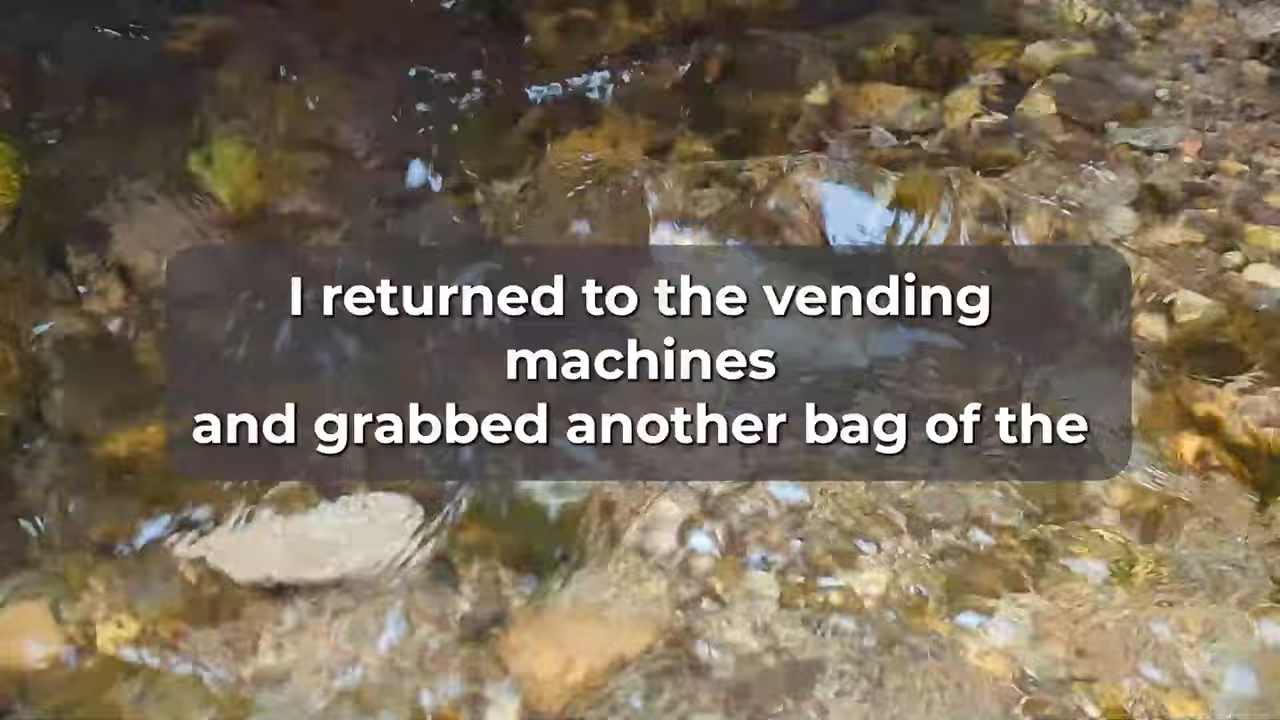 I returned to the vending
machines
and grabbed another bag of the